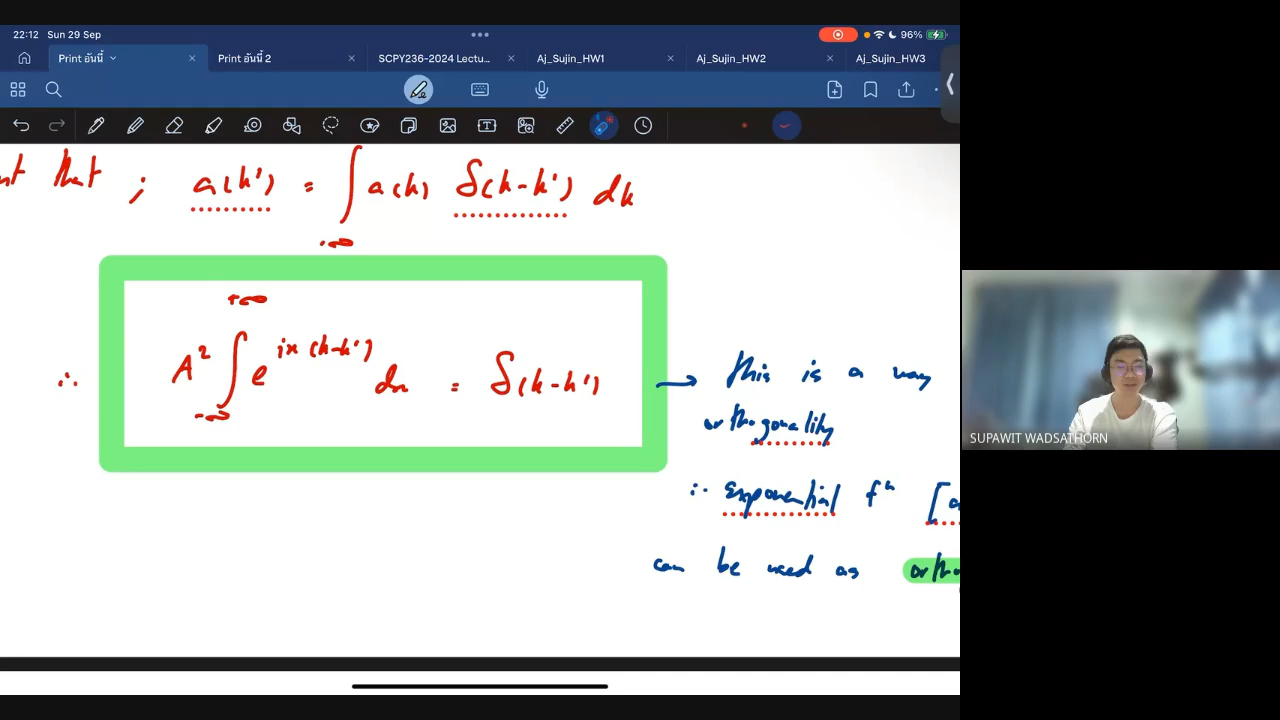 22:12 Sun 29 Sep
96%
Print อันนี้
Print อันนี้ 2
SCPY236-2024 Lectu...
Aj_Sujin_HW1
Aj_Sujin_HW2
Aj_Sujin_HW3
that ; a(k') = ∫ a(k) δ(k-k') dk
-∞
+∞
∴ A² ∫ e^{ix(k-k')} dx = δ(k-k') → This is a way
-∞
orthogonality
∴ exponential fⁿ [
can be used as
SUPAWIT WADSATHORN